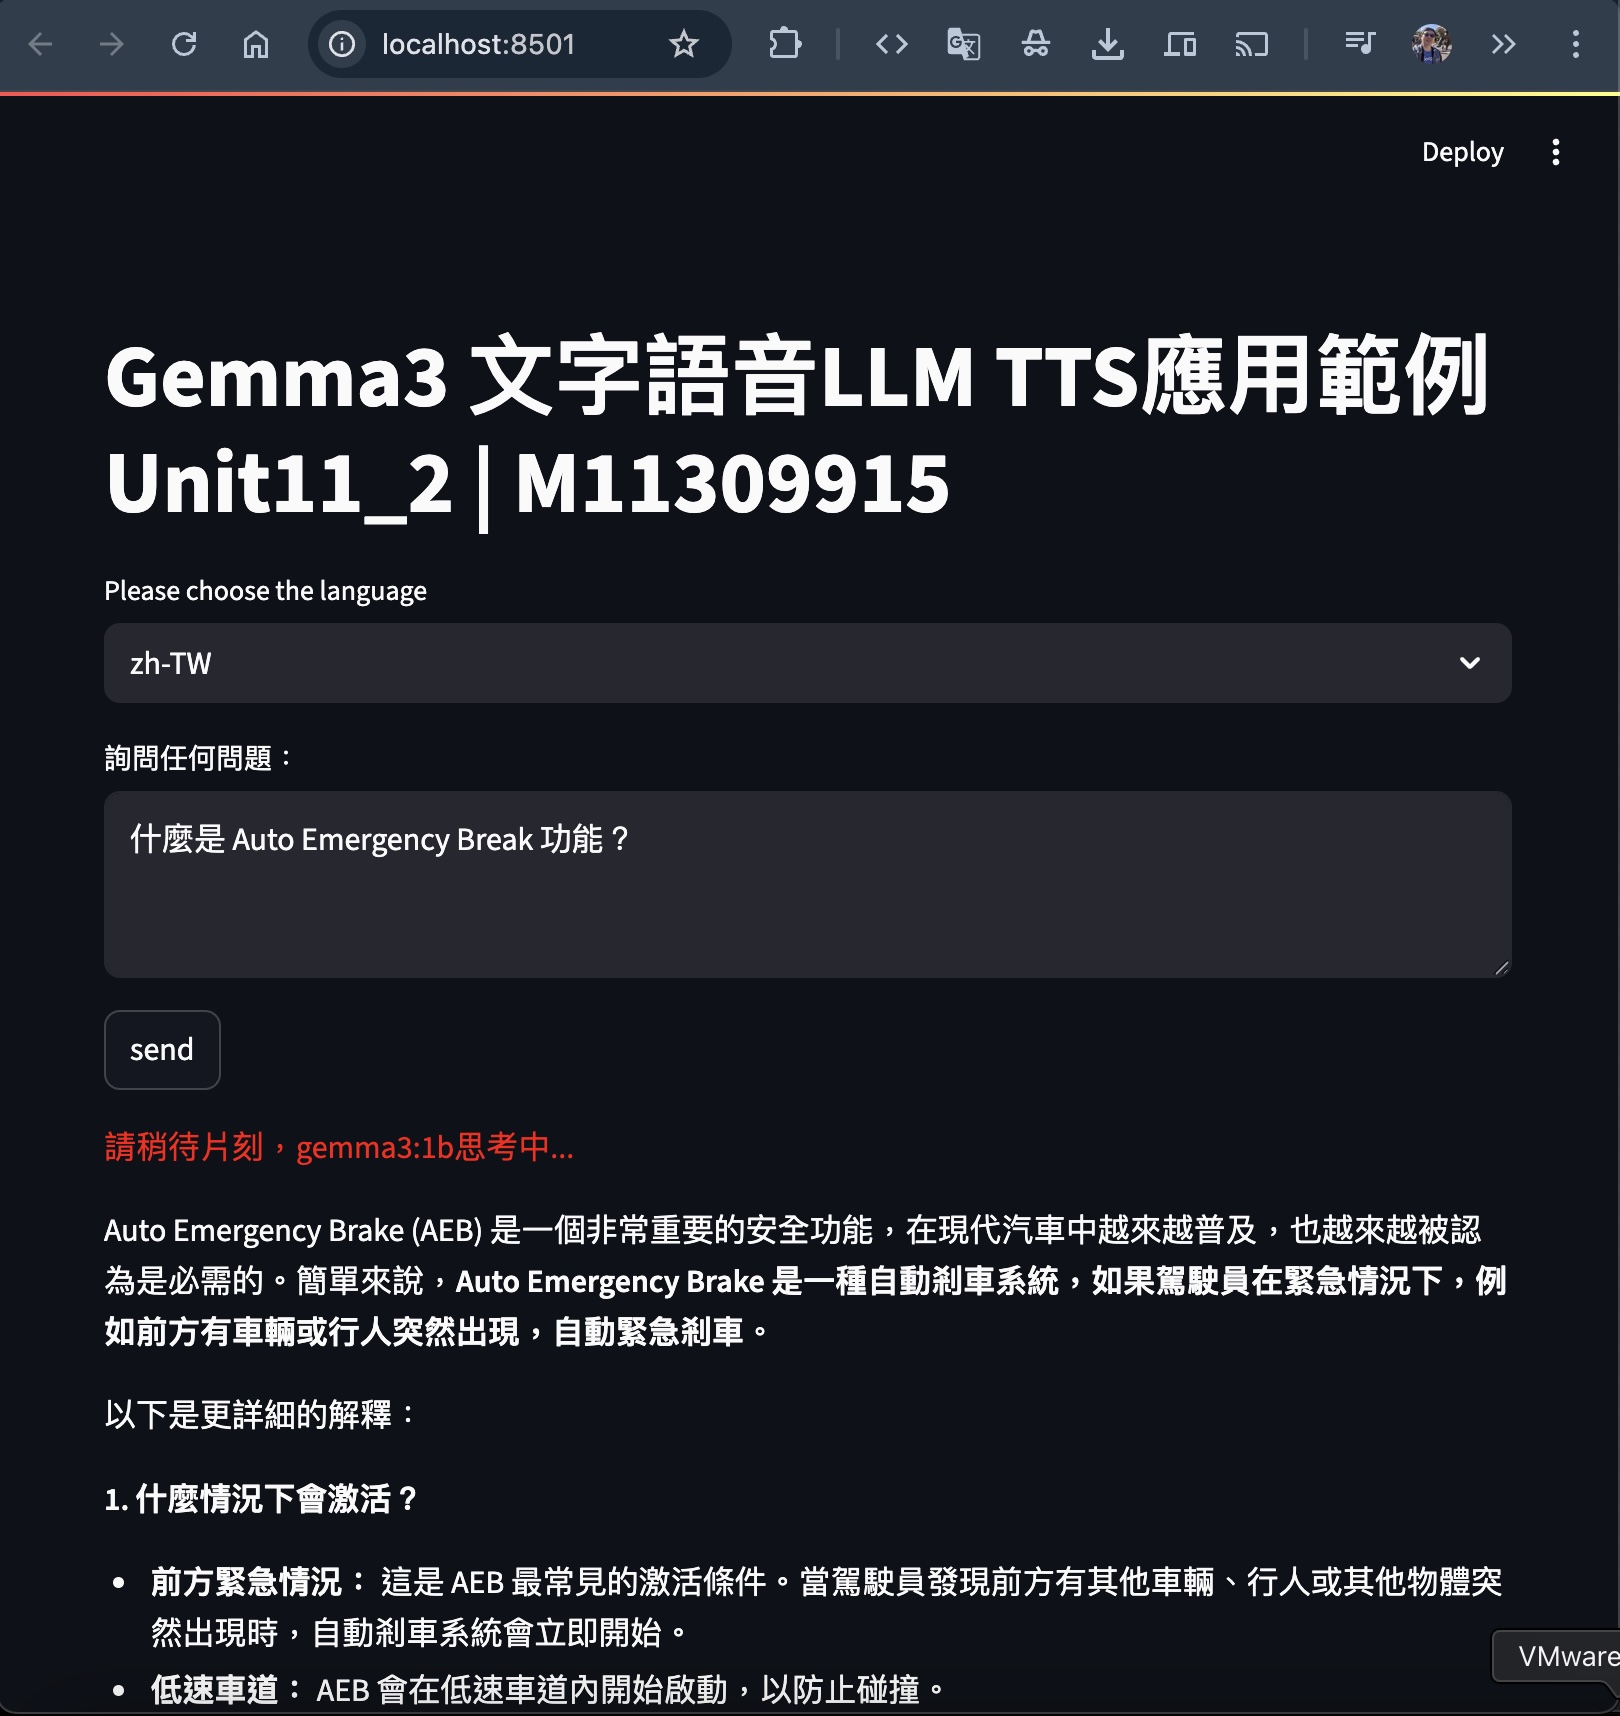 localhost:8501
Deploy
Gemma3 文字語音LLM TTS應用範例
Unit11_2 | M11309915
Please choose the language
zh-TW
詢問任何問題：
什麼是 Auto Emergency Break 功能？
send
請稍待片刻，gemma3:1b思考中...
Auto Emergency Brake (AEB) 是一個非常重要的安全功能，在現代汽車中越來越普及，也越來越被認
為是必需的。簡單來說，Auto Emergency Brake 是一種自動剎車系統，如果駕駛員在緊急情況下，例
如前方有車輛或行人突然出現，自動緊急剎車。
以下是更詳細的解釋：
1. 什麼情況下會激活？
• 前方緊急情況： 這是 AEB 最常見的激活條件。當駕駛員發現前方有其他車輛、行人或其他物體突
然出現時，自動剎車系統會立即開始。
• 低速車道： AEB 會在低速車道內開始啟動，以防止碰撞。
VMware